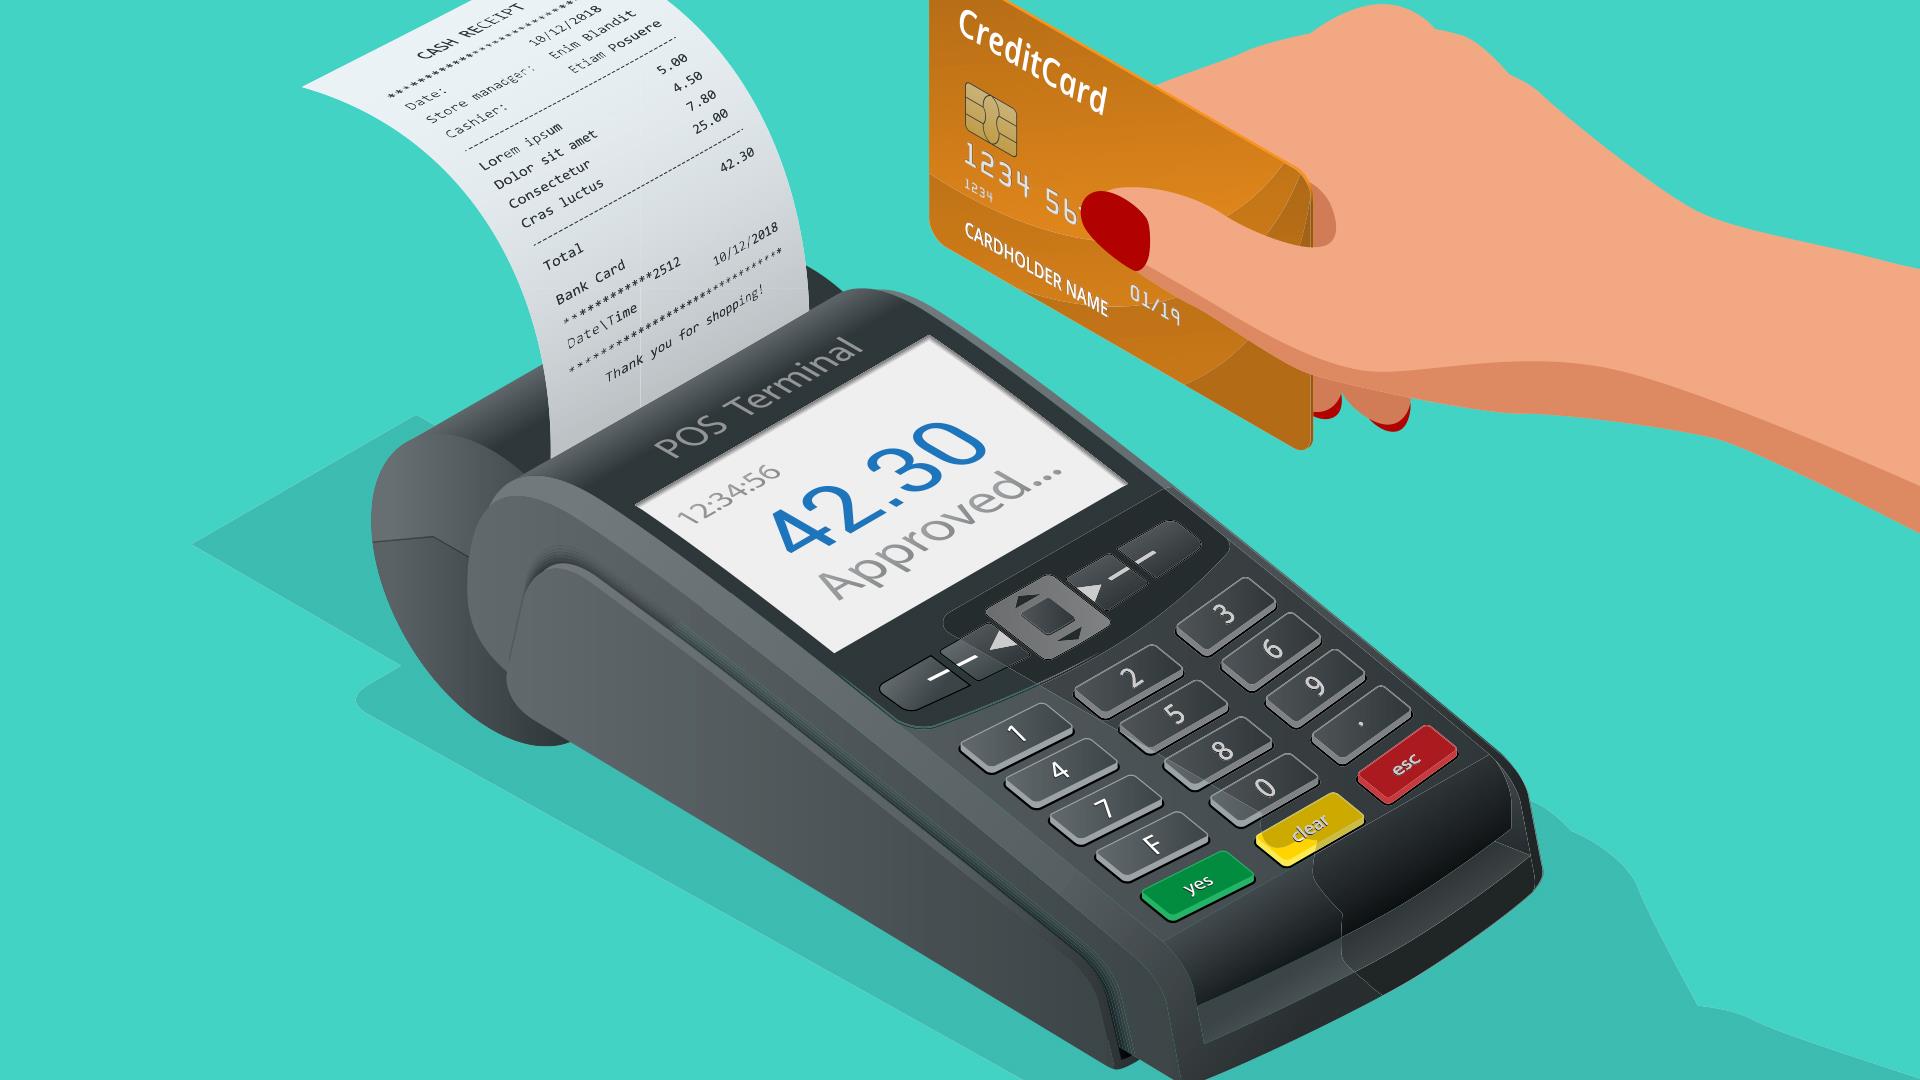 CASH RECEIPT
******************************
Date: 10/12/2018
Store manadger: Enim Blandit
Cashier: Etiam Posuere
Lorem ipsum 5.00
Dolor sit amet 4.50
Consectetur 7.80
Cras luctus 25.00
Total 42.30
Bank Card
***********2512
Date\Time 10/12/2018
******************************
Thank you for shopping!
CreditCard
1234 56
1234
CARDHOLDER NAME
01/19
POS Terminal
12:34:56
42.30
Approved...
1 2 3
4 5 6
7 8 9
F 0 .
yes clear esc